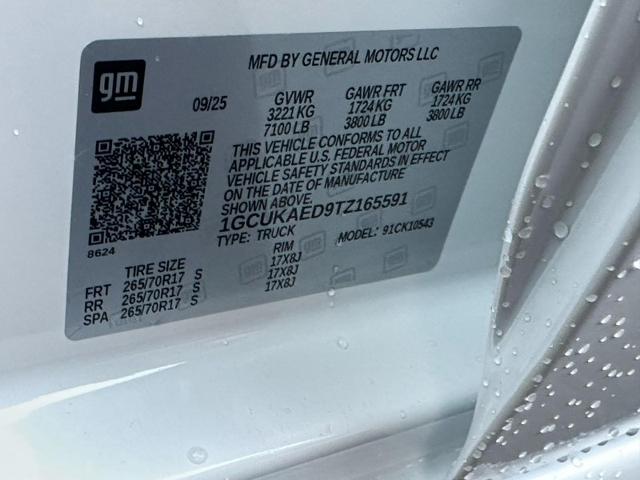 gm
MFD BY GENERAL MOTORS LLC
09/25 GVWR GAWR FRT GAWR RR
3221 KG 1724 KG 1724 KG
7100 LB 3800 LB 3800 LB
THIS VEHICLE CONFORMS TO ALL
APPLICABLE U.S. FEDERAL MOTOR
VEHICLE SAFETY STANDARDS IN EFFECT
ON THE DATE OF MANUFACTURE
SHOWN ABOVE.
1GCUKAED9TZ165591
TYPE: TRUCK MODEL: 91CK10543
8624
TIRE SIZE RIM
FRT 265/70R17 S 17X8J
RR 265/70R17 S 17X8J
SPA 265/70R17 S 17X8J